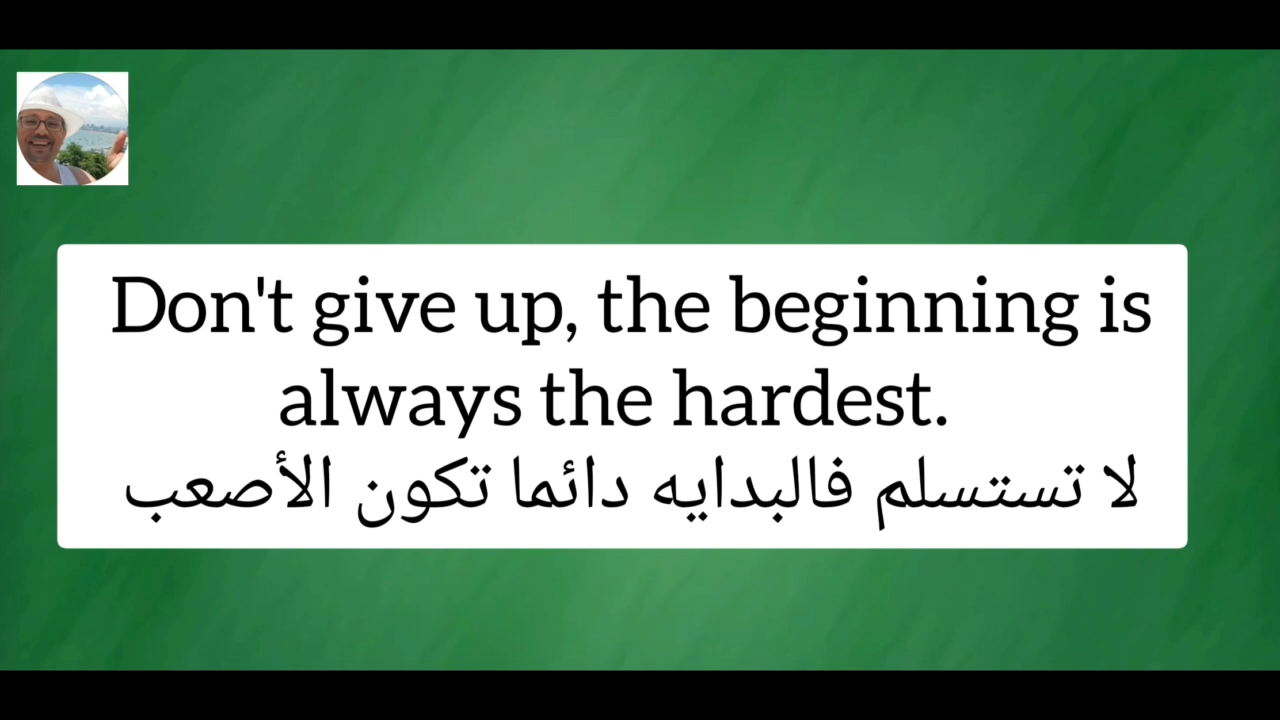 Don't give up, the beginning is
always the hardest.
لا تستسلم فالبدايه دائما تكون الأصعب